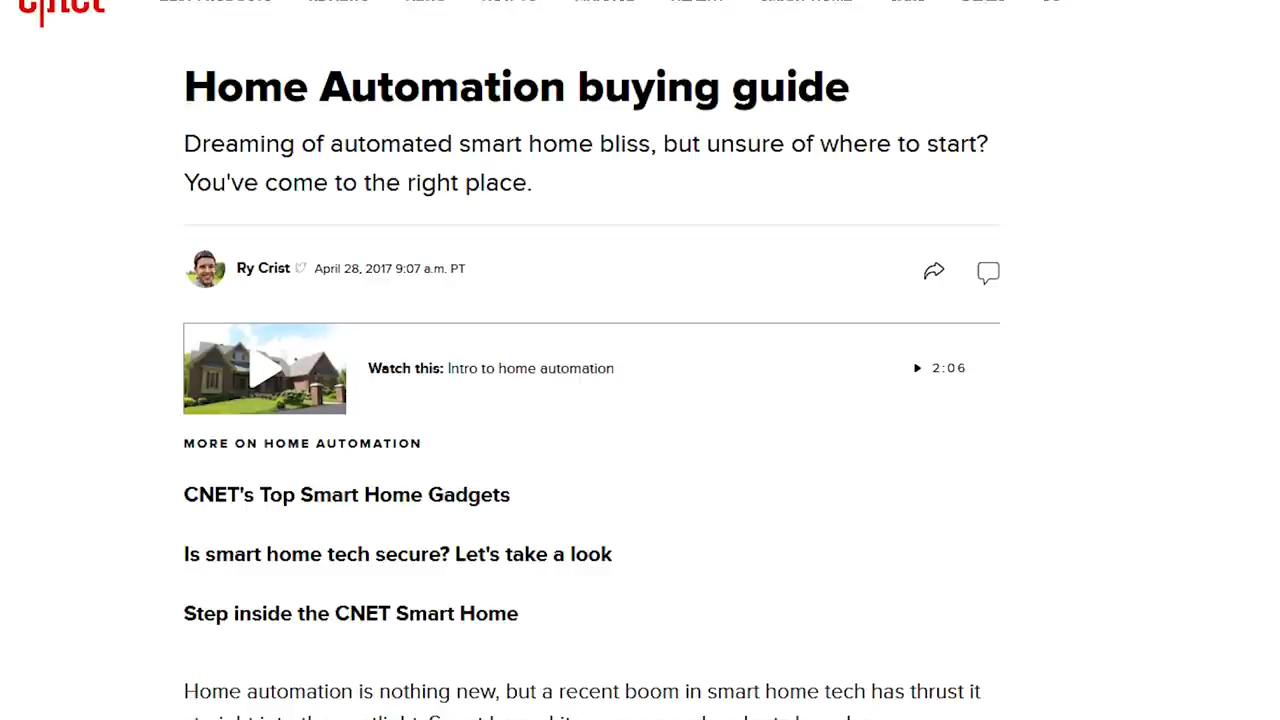 cnet
Home Automation buying guide
Dreaming of automated smart home bliss, but unsure of where to start?
You've come to the right place.
Ry Crist April 28, 2017 9:07 a.m. PT
Watch this: Intro to home automation 2:06
MORE ON HOME AUTOMATION
CNET's Top Smart Home Gadgets
Is smart home tech secure? Let's take a look
Step inside the CNET Smart Home
Home automation is nothing new, but a recent boom in smart home tech has thrust it